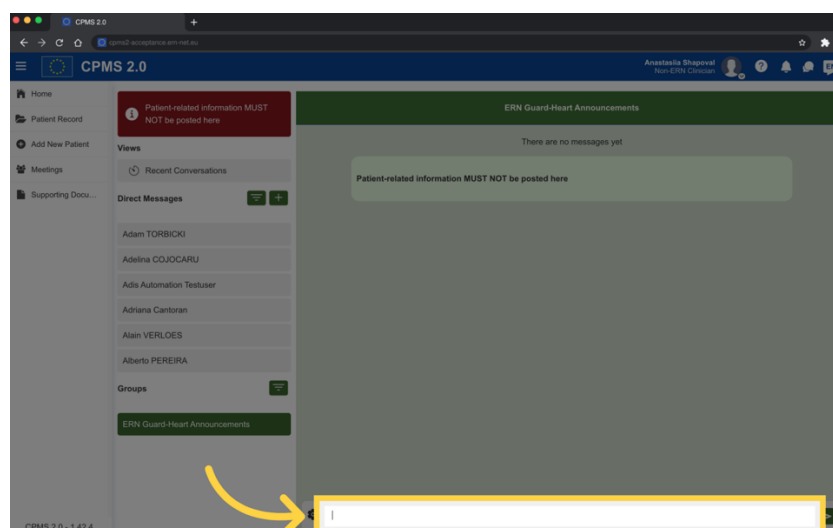 CPMS 2.0
+
cpms2-acceptance.ern-net.eu
CPMS 2.0
Anastasiia Shapoval
Non-ERN Clinician
Home
Patient Record
Add New Patient
Meetings
Supporting Docu...
Patient-related information MUST
NOT be posted here
Views
Recent Conversations
Direct Messages
Adam TORBICKI
Adelina COJOCARU
Adis Automation Testuser
Adriana Cantoran
Alain VERLOES
Alberto PEREIRA
Groups
ERN Guard-Heart Announcements
ERN Guard-Heart Announcements
There are no messages yet
Patient-related information MUST NOT be posted here
CPMS 2.0 - 1.42.4